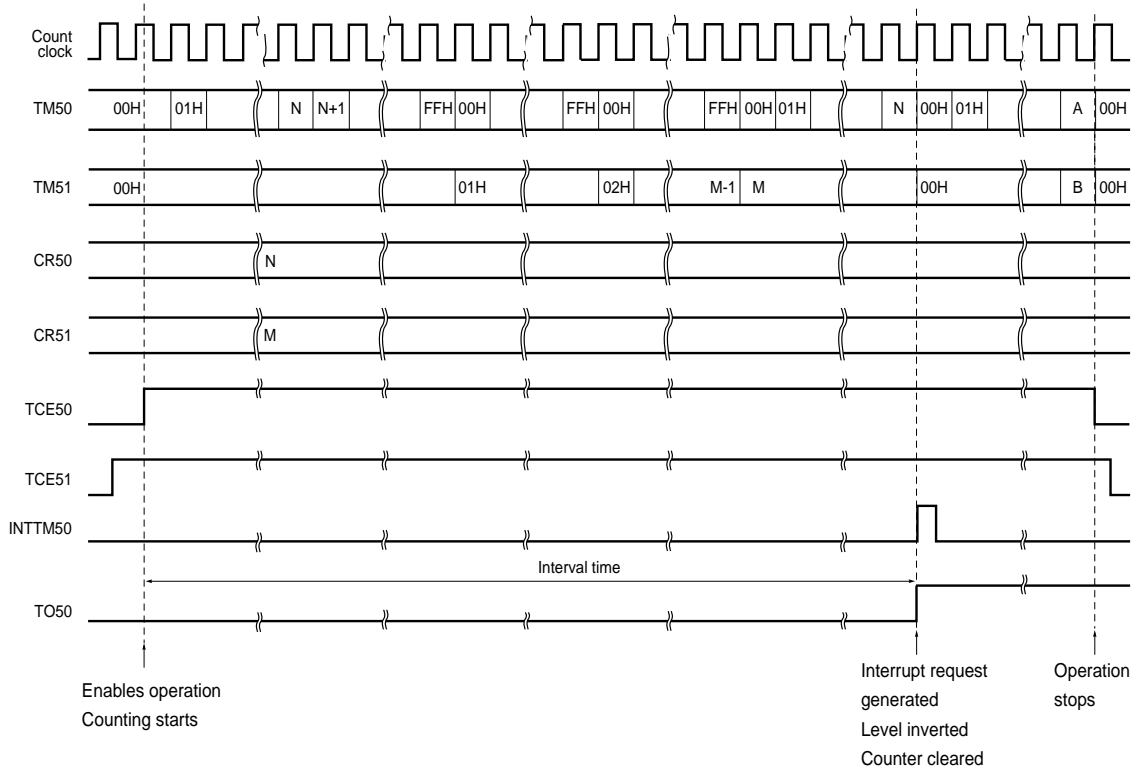 Count
clock
TM50 00H 01H N N+1 FFH 00H FFH 00H FFH 00H 01H N 00H 01H A 00H
TM51 00H 01H 02H M-1 M 00H B 00H
CR50 N
CR51 M
TCE50
TCE51
INTTM50
Interval time
TO50
Enables operation
Counting starts
Interrupt request
generated
Level inverted
Counter cleared
Operation
stops